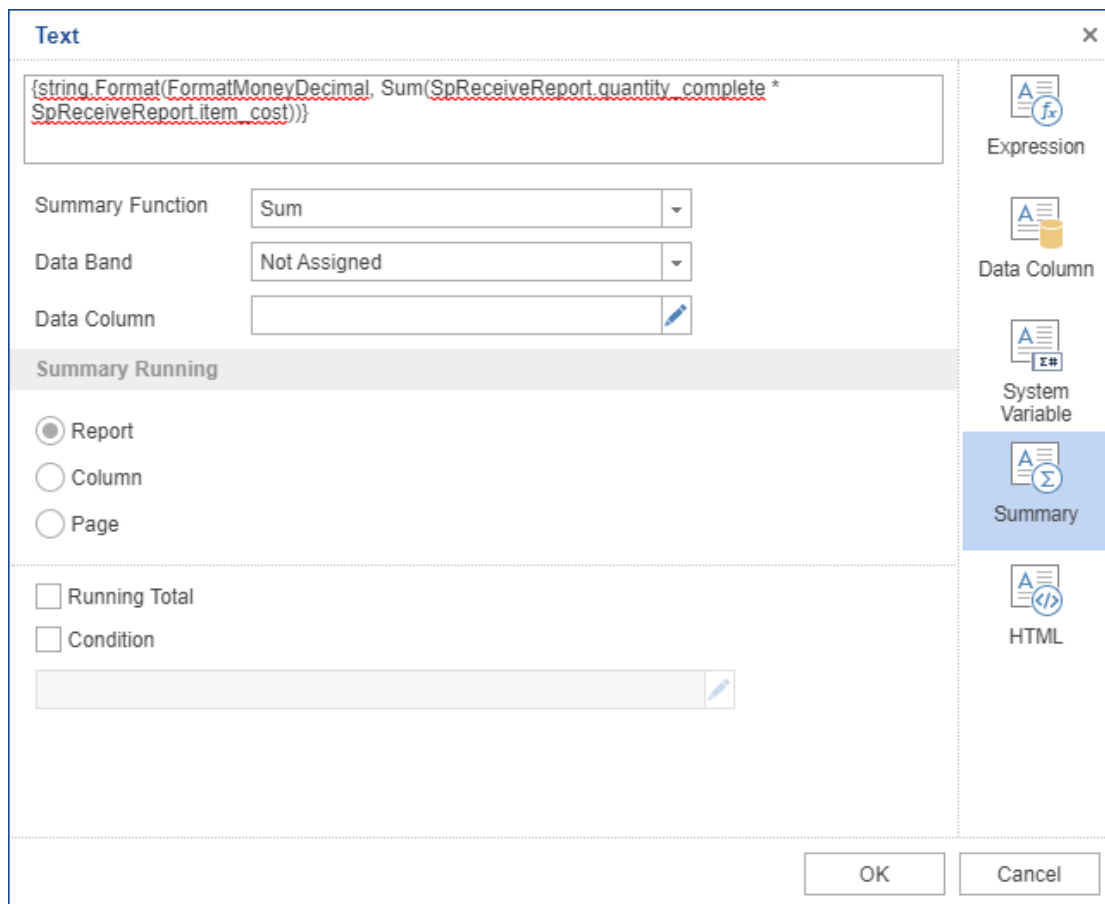 Text
{string.Format(FormatMoneyDecimal, Sum(SpReceiveReport.quantity_complete *
SpReceiveReport.item_cost))}
Summary Function
Sum
Data Band
Not Assigned
Data Column
Summary Running
Report
Column
Page
Running Total
Condition
Expression
Data Column
Σ#
System
Variable
Summary
HTML
OK
Cancel